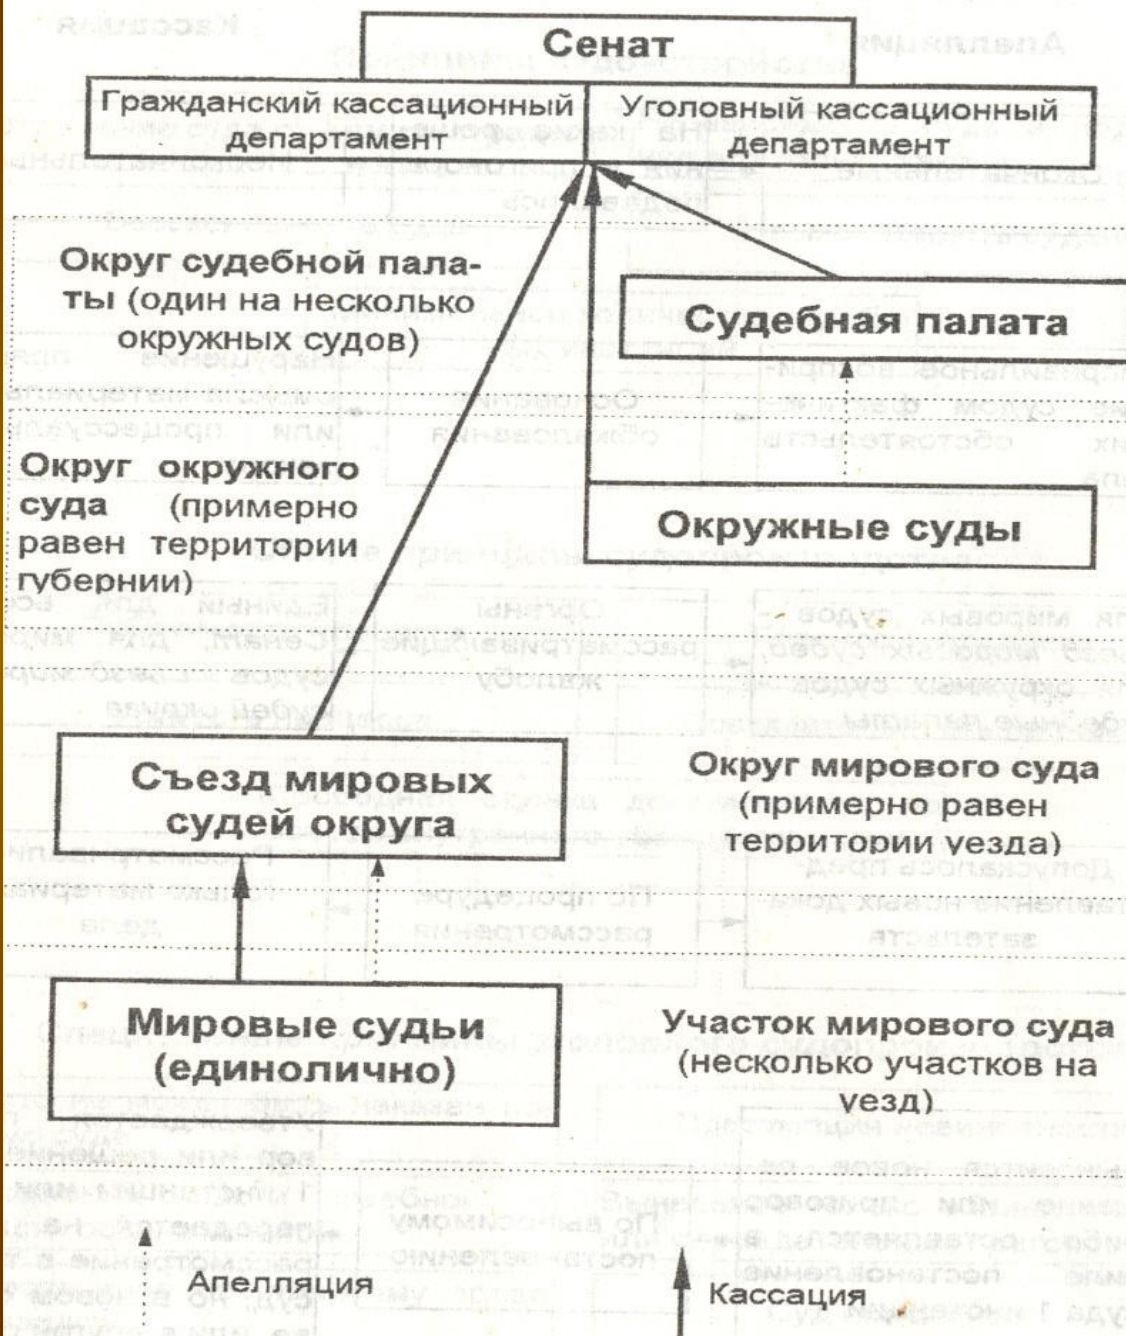 Сенат
Гражданский кассационный
департамент
Уголовный кассационный
департамент
Округ судебной пала-
ты (один на несколько
окружных судов)
Судебная палата
Округ окружного
суда (примерно
равен территории
губернии)
Окружные суды
Съезд мировых
судей округа
Округ мирового суда
(примерно равен
территории уезда)
Мировые судьи
(единолично)
Участок мирового суда
(несколько участков на
уезд)
Апелляция
Кассация